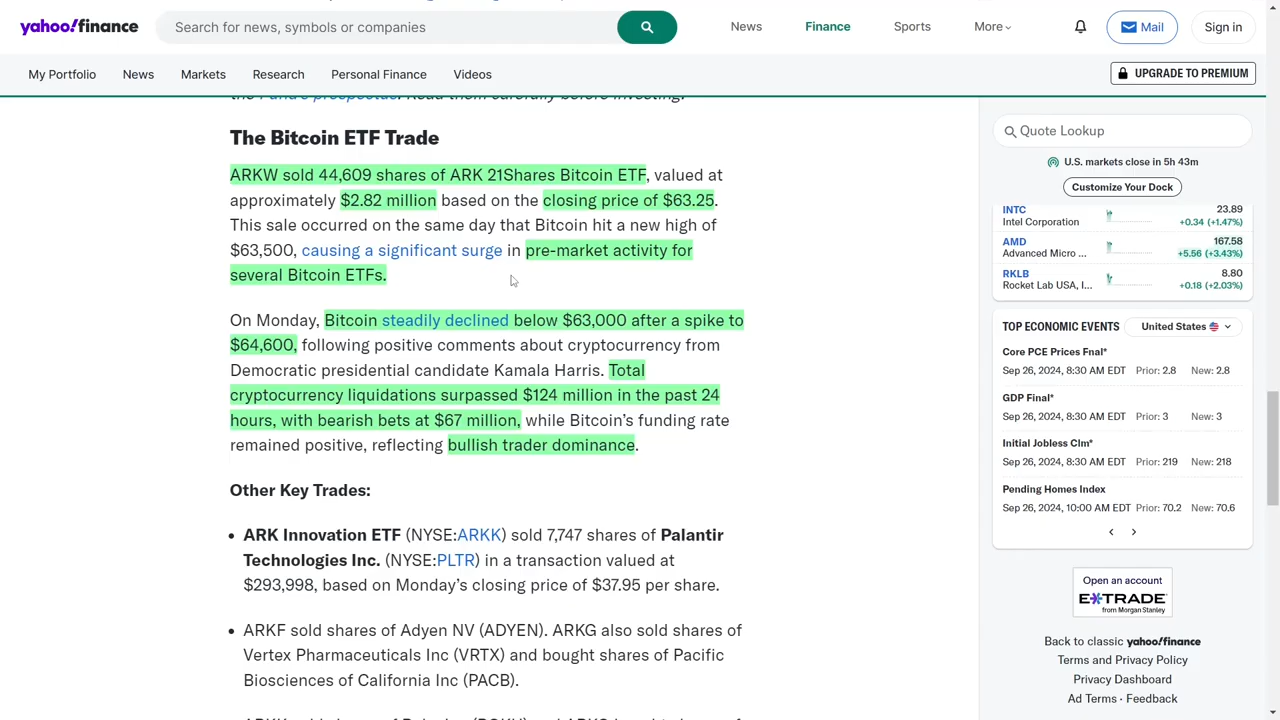 yahoo!finance
Search for news, symbols or companies
News
Finance
Sports
More
Mail
Sign in
My Portfolio
News
Markets
Research
Personal Finance
Videos
UPGRADE TO PREMIUM
the Fund's prospectus. Read them carefully before investing.
The Bitcoin ETF Trade
ARKW sold 44,609 shares of ARK 21Shares Bitcoin ETF, valued at
approximately $2.82 million based on the closing price of $63.25.
This sale occurred on the same day that Bitcoin hit a new high of
$63,500, causing a significant surge in pre-market activity for
several Bitcoin ETFs.
On Monday, Bitcoin steadily declined below $63,000 after a spike to
$64,600, following positive comments about cryptocurrency from
Democratic presidential candidate Kamala Harris. Total
cryptocurrency liquidations surpassed $124 million in the past 24
hours, with bearish bets at $67 million, while Bitcoin’s funding rate
remained positive, reflecting bullish trader dominance.
Other Key Trades:
• ARK Innovation ETF (NYSE:ARKK) sold 7,747 shares of Palantir
Technologies Inc. (NYSE:PLTR) in a transaction valued at
$293,998, based on Monday’s closing price of $37.95 per share.
• ARKF sold shares of Adyen NV (ADYEN). ARKG also sold shares of
Vertex Pharmaceuticals Inc (VRTX) and bought shares of Pacific
Biosciences of California Inc (PACB).
Quote Lookup
U.S. markets close in 5h 43m
Customize Your Dock
INTC 23.89
Intel Corporation +0.34 (+1.47%)
AMD 167.58
Advanced Micro ... +5.56 (+3.43%)
RKLB 8.80
Rocket Lab USA, I... +0.18 (+2.03%)
TOP ECONOMIC EVENTS United States
Core PCE Prices Fnal*
Sep 26, 2024, 8:30 AM EDT Prior: 2.8 New: 2.8
GDP Final*
Sep 26, 2024, 8:30 AM EDT Prior: 3 New: 3
Initial Jobless Clm*
Sep 26, 2024, 8:30 AM EDT Prior: 219 New: 218
Pending Homes Index
Sep 26, 2024, 10:00 AM EDT Prior: 70.2 New: 70.6
Open an account
E*TRADE
from Morgan Stanley
Back to classic yahoo!finance
Terms and Privacy Policy
Privacy Dashboard
Ad Terms · Feedback